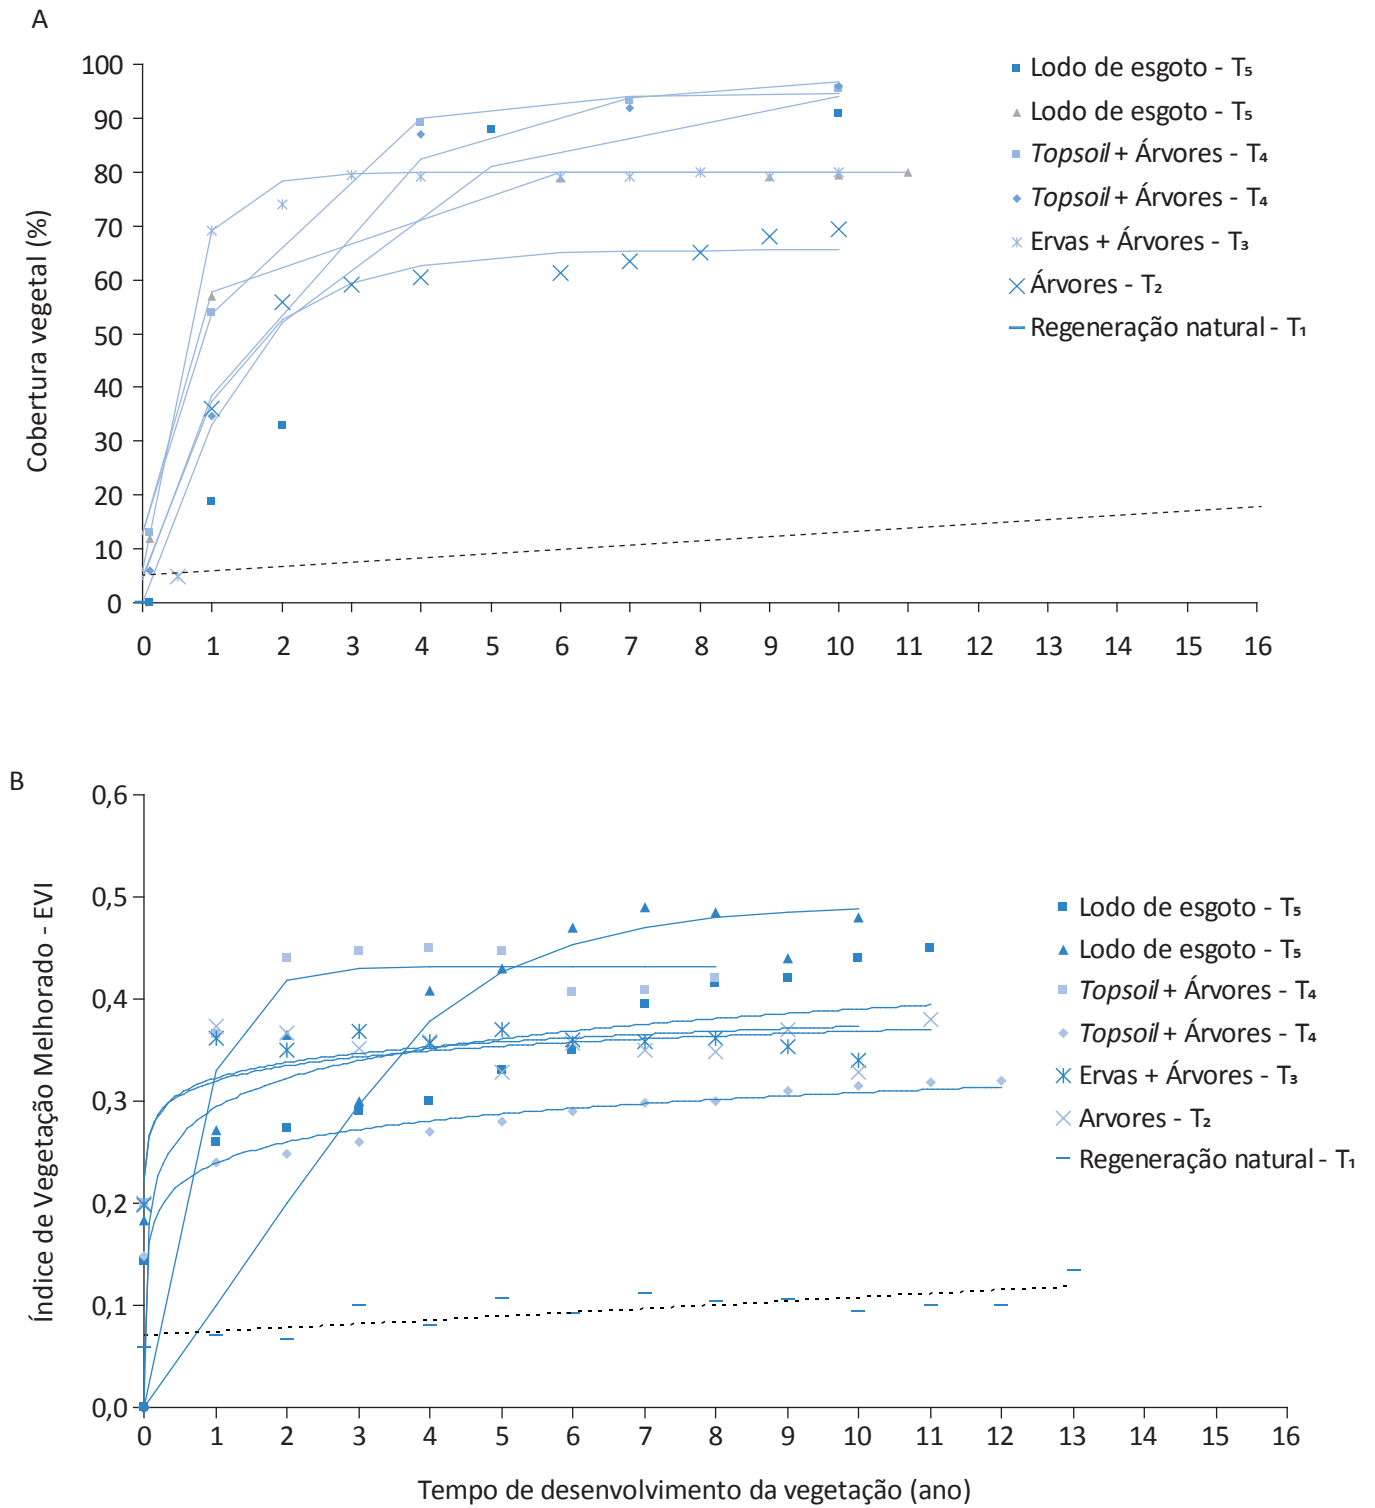 A
100
90
80
70
60
50
40
30
20
10
0
Cobertura vegetal (%)
0 1 2 3 4 5 6 7 8 9 10 11 12 13 14 15 16
Lodo de esgoto - T₅
Lodo de esgoto - T₅
Topsoil + Árvores - T₄
Topsoil + Árvores - T₄
Ervas + Árvores - T₃
Árvores - T₂
Regeneração natural - T₁
B
0,6
0,5
0,4
0,3
0,2
0,1
0,0
Índice de Vegetação Melhorado - EVI
0 1 2 3 4 5 6 7 8 9 10 11 12 13 14 15 16
Tempo de desenvolvimento da vegetação (ano)
Lodo de esgoto - T₅
Lodo de esgoto - T₅
Topsoil + Árvores - T₄
Topsoil + Árvores - T₄
Ervas + Árvores - T₃
Arvores - T₂
Regeneração natural - T₁